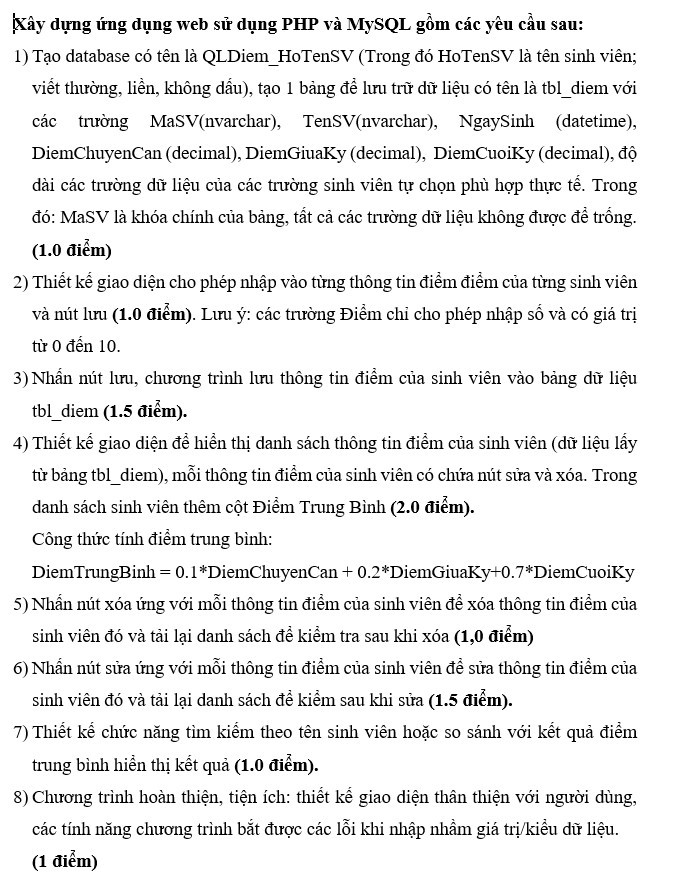 Xây dựng ứng dụng web sử dụng PHP và MySQL gồm các yêu cầu sau:
1) Tạo database có tên là QLDiem_HoTenSV (Trong đó HoTenSV là tên sinh viên;
viết thường, liền, không dấu), tạo 1 bảng để lưu trữ dữ liệu có tên là tbl_diem với
các trường MaSV(nvarchar), TenSV(nvarchar), NgaySinh (datetime),
DiemChuyenCan (decimal), DiemGiuaKy (decimal), DiemCuoiKy (decimal), độ
dài các trường dữ liệu của các trường sinh viên tự chọn phù hợp thực tế. Trong
đó: MaSV là khóa chính của bảng, tất cả các trường dữ liệu không được để trống.
(1.0 điểm)
2) Thiết kế giao diện cho phép nhập vào từng thông tin điểm điểm của từng sinh viên
và nút lưu (1.0 điểm). Lưu ý: các trường Điểm chỉ cho phép nhập số và có giá trị
từ 0 đến 10.
3) Nhấn nút lưu, chương trình lưu thông tin điểm của sinh viên vào bảng dữ liệu
tbl_diem (1.5 điểm).
4) Thiết kế giao diện để hiển thị danh sách thông tin điểm của sinh viên (dữ liệu lấy
từ bảng tbl_diem), mỗi thông tin điểm của sinh viên có chứa nút sửa và xóa. Trong
danh sách sinh viên thêm cột Điểm Trung Bình (2.0 điểm).
Công thức tính điểm trung bình:
DiemTrungBinh = 0.1*DiemChuyenCan + 0.2*DiemGiuaKy+0.7*DiemCuoiKy
5) Nhấn nút xóa ứng với mỗi thông tin điểm của sinh viên để xóa thông tin điểm của
sinh viên đó và tải lại danh sách để kiểm tra sau khi xóa (1,0 điểm)
6) Nhấn nút sửa ứng với mỗi thông tin điểm của sinh viên để sửa thông tin điểm của
sinh viên đó và tải lại danh sách để kiểm sau khi sửa (1.5 điểm).
7) Thiết kế chức năng tìm kiếm theo tên sinh viên hoặc so sánh với kết quả điểm
trung bình hiển thị kết quả (1.0 điểm).
8) Chương trình hoàn thiện, tiện ích: thiết kế giao diện thân thiện với người dùng,
các tính năng chương trình bắt được các lỗi khi nhập nhầm giá trị/kiểu dữ liệu.
(1 điểm)